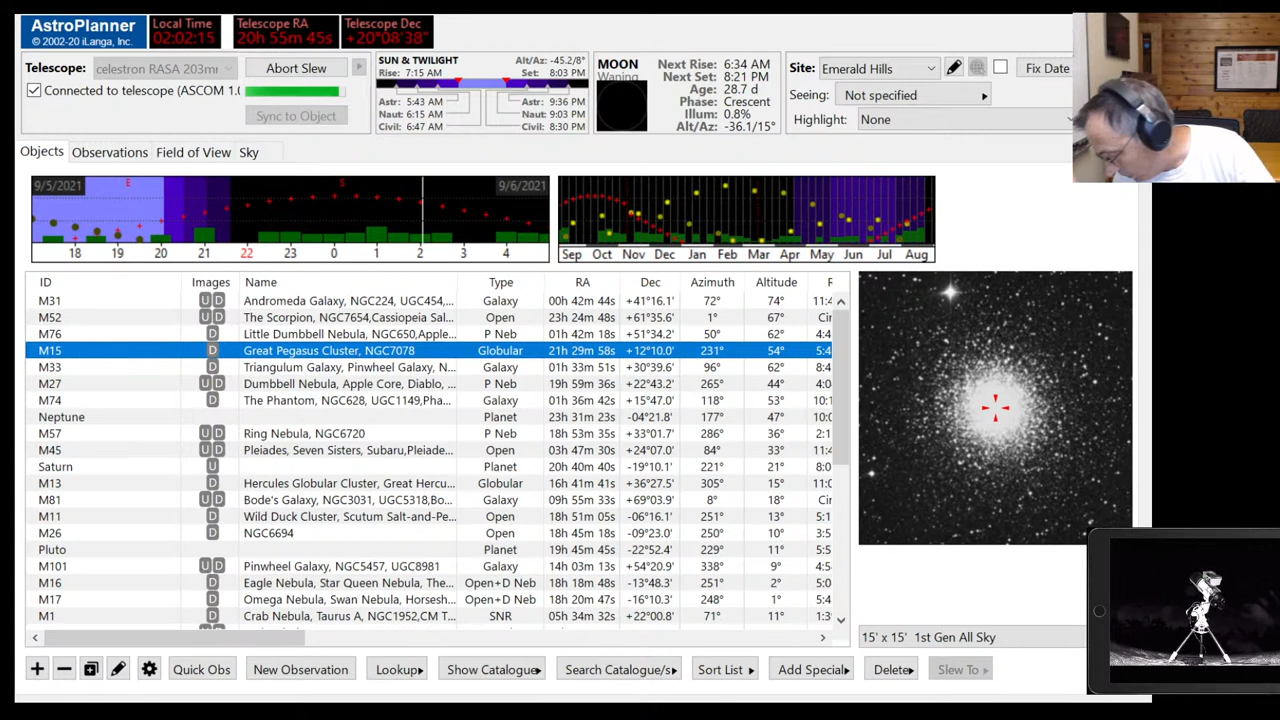 AstroPlanner
© 2002-20 iLanga, Inc.
Local Time
02:02:15
Telescope RA
20h 55m 45s
Telescope Dec
+20°08'38"
Telescope:
celestron RASA 203m
Abort Slew
Connected to telescope (ASCOM 1.
Sync to Object
SUN & TWILIGHT
Alt/Az: -45.2/8°
Rise: 7:15 AM
Set: 8:03 PM
Astr: 5:43 AM
Astr: 9:36 PM
Naut: 6:15 AM
Naut: 9:03 PM
Civil: 6:47 AM
Civil: 8:30 PM
MOON
Waning
Next Rise: 6:34 AM
Next Set: 8:21 PM
Age: 28.7 d
Phase: Crescent
Illum: 0.8%
Alt/Az: -36.1/15°
Site: Emerald Hills
Fix Date
Seeing: Not specified
Highlight: None
Objects Observations Field of View Sky
9/5/2021 E S 9/6/2021
18 19 20 21 22 23 0 1 2 3 4
Sep Oct Nov Dec Jan Feb Mar Apr May Jun Jul Aug
ID Images Name Type RA Dec Azimuth Altitude R
M31 U D Andromeda Galaxy, NGC224, UGC454,... Galaxy 00h 42m 44s +41°16.1' 72° 74° 11:4
M52 U D The Scorpion, NGC7654,Cassiopeia Sal... Open 23h 24m 48s +61°35.6' 1° 67° Cir
M76 D Little Dumbbell Nebula, NGC650,Apple... P Neb 01h 42m 18s +51°34.2' 50° 62° 4:4
M15 D Great Pegasus Cluster, NGC7078 Globular 21h 29m 58s +12°10.0' 231° 54° 5:4
M33 D Triangulum Galaxy, Pinwheel Galaxy, N... Galaxy 01h 33m 51s +30°39.6' 96° 62° 8:4
M27 U D Dumbbell Nebula, Apple Core, Diablo, ... P Neb 19h 59m 36s +22°43.2' 265° 44° 4:0
M74 D The Phantom, NGC628, UGC1149,Pha... Galaxy 01h 36m 42s +15°47.0' 118° 53° 10:1
Neptune Planet 23h 31m 23s -04°21.8' 177° 47° 10:0
M57 D Ring Nebula, NGC6720 P Neb 18h 53m 35s +33°01.7' 286° 36° 2:1
M45 U D Pleiades, Seven Sisters, Subaru,Pleiade... Open 03h 47m 30s +24°07.0' 84° 33° 11:4
Saturn U Planet 20h 40m 40s -19°10.1' 221° 21° 8:0
M13 D Hercules Globular Cluster, Great Hercu... Globular 16h 41m 41s +36°27.5' 305° 15° 11:0
M81 U D Bode's Galaxy, NGC3031, UGC5318,Bo... Galaxy 09h 55m 33s +69°03.9' 8° 18° Cir
M11 D Wild Duck Cluster, Scutum Salt-and-Pe... Open 18h 51m 05s -06°16.1' 251° 13° 5:1
M26 D NGC6694 Open 18h 45m 18s -09°23.0' 250° 10° 3:5
Pluto Planet 19h 45m 45s -22°52.4' 229° 11° 5:5
M101 U D Pinwheel Galaxy, NGC5457, UGC8981 Galaxy 14h 03m 13s +54°20.9' 338° 9° 4:5
M16 D Eagle Nebula, Star Queen Nebula, The... Open+D Neb 18h 18m 48s -13°48.3' 251° 2° 5:0
M17 D Omega Nebula, Swan Nebula, Horsesh... Open+D Neb 18h 20m 47s -16°10.3' 248° 1° 5:0
M1 D Crab Nebula, Taurus A, NGC1952,CM T... SNR 05h 34m 32s +22°00.8' 71° 11° 1:3
15' x 15' 1st Gen All Sky
Quick Obs New Observation Lookup Show Catalogue Search Catalogue/s Sort List Add Special Delete Slew To